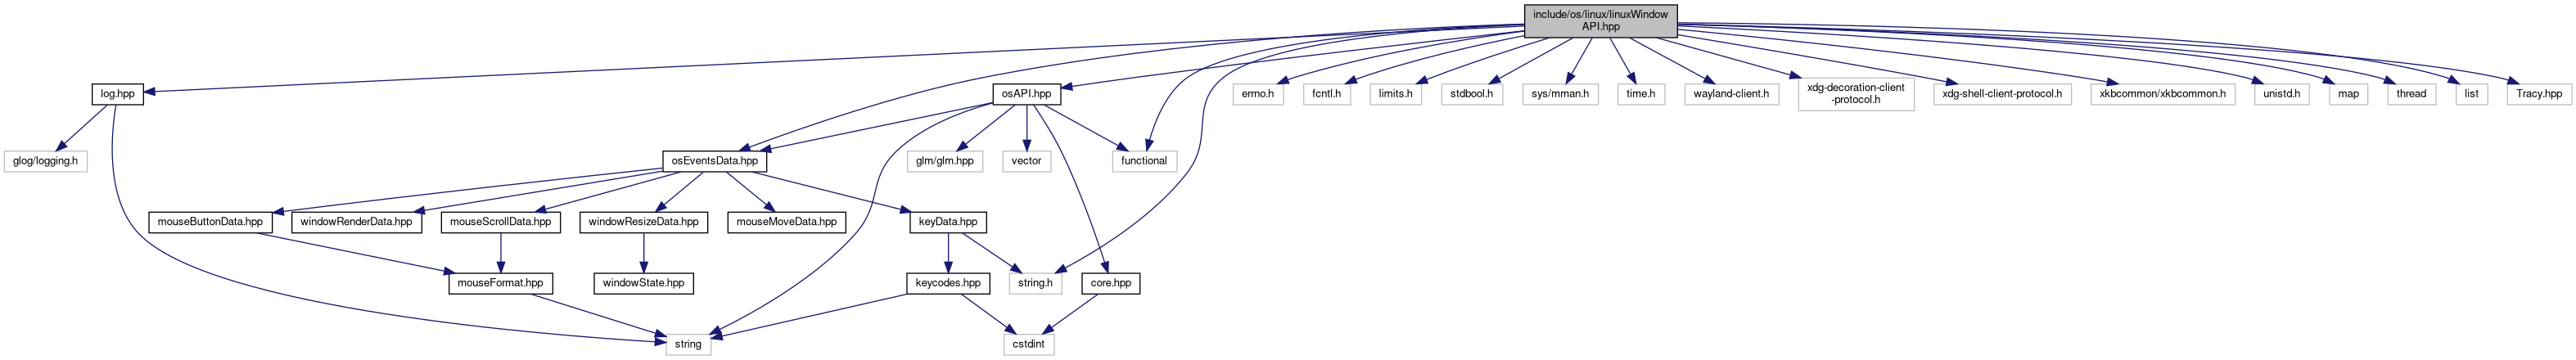 include/os/linux/linuxWindow
API.hpp
log.hpp
osAPI.hpp
errno.h
fcntl.h
limits.h
stdbool.h
sys/mman.h
time.h
wayland-client.h
xdg-decoration-client
-protocol.h
xdg-shell-client-protocol.h
xkbcommon/xkbcommon.h
unistd.h
map
thread
list
Tracy.hpp
glog/logging.h
osEventsData.hpp
glm/glm.hpp
vector
functional
mouseButtonData.hpp
windowRenderData.hpp
mouseScrollData.hpp
windowResizeData.hpp
mouseMoveData.hpp
keyData.hpp
mouseFormat.hpp
windowState.hpp
keycodes.hpp
string.h
core.hpp
string
cstdint